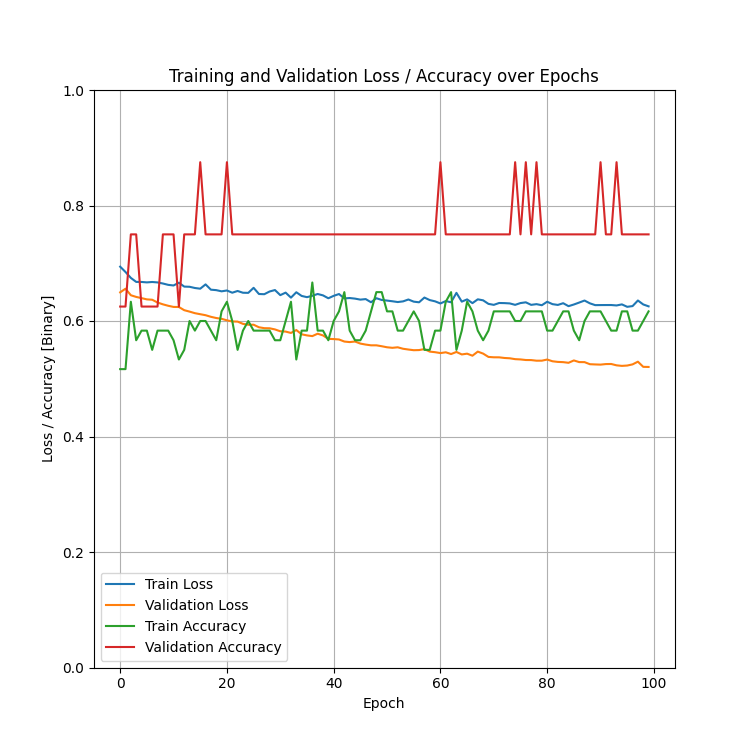 Training and Validation Loss / Accuracy over Epochs
1.0
0.8
0.6
0.4
0.2
0.0
Loss / Accuracy [Binary]
Train Loss
Validation Loss
Train Accuracy
Validation Accuracy
0 20 40 60 80 100
Epoch